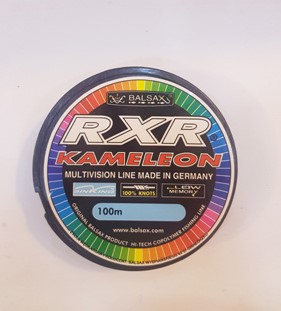 BALSAX
RXR
KAMELEON
MULTIVISION LINE MADE IN GERMANY
100% KNOTS
LOW
MEMORY
100m
www.balsax.com
ORIGINAL BALSAX PRODUCT HI-TECH COPOLYMER FISHING LINE